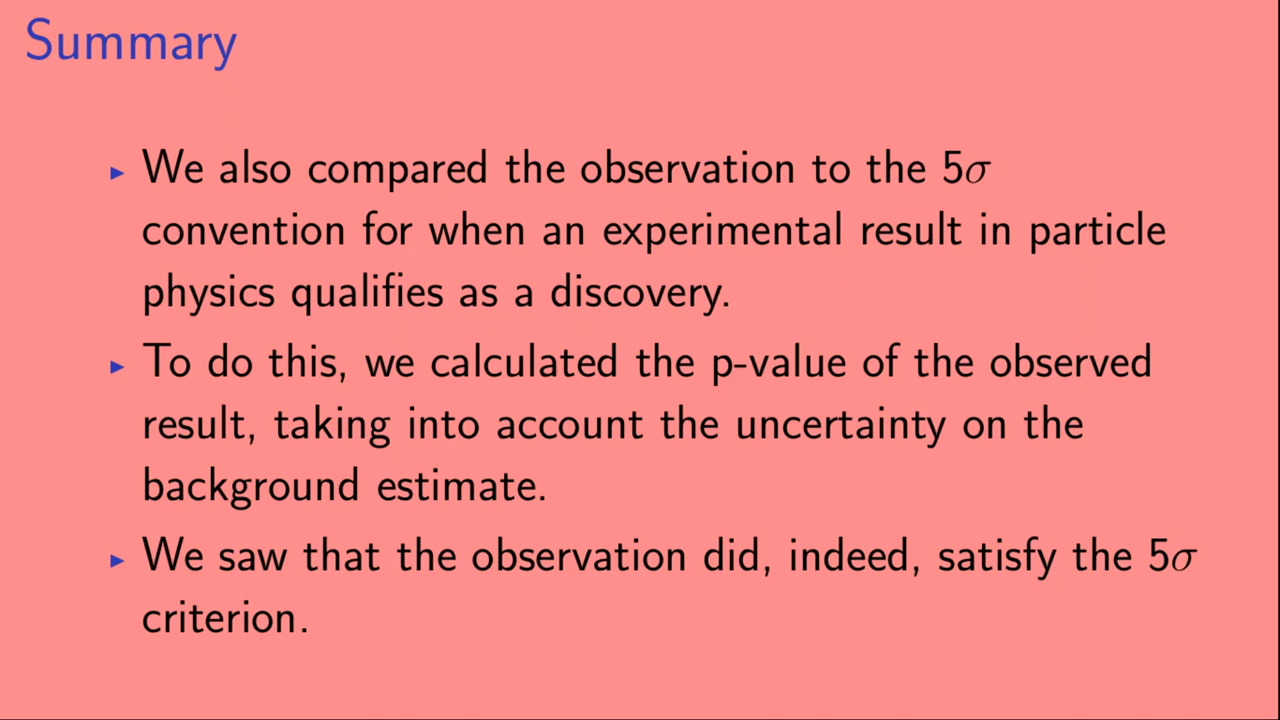 Summary
▸ We also compared the observation to the 5σ
convention for when an experimental result in particle
physics qualifies as a discovery.
▸ To do this, we calculated the p-value of the observed
result, taking into account the uncertainty on the
background estimate.
▸ We saw that the observation did, indeed, satisfy the 5σ
criterion.